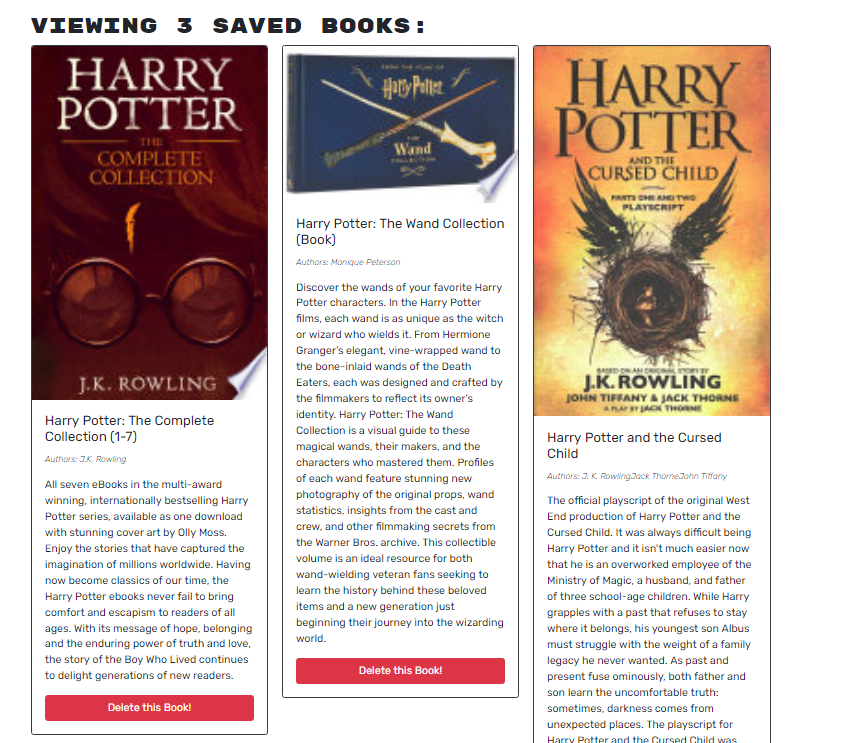 VIEWING 3 SAVED BOOKS:
HARRY
POTTER
THE
COMPLETE
COLLECTION
J.K. ROWLING
Harry Potter: The Complete
Collection (1-7)
Authors: J.K. Rowling
All seven eBooks in the multi-award
winning, internationally bestselling Harry
Potter series, available as one download
with stunning cover art by Olly Moss.
Enjoy the stories that have captured the
imagination of millions worldwide. Having
now become classics of our time, the
Harry Potter ebooks never fail to bring
comfort and escapism to readers of all
ages. With its message of hope, belonging
and the enduring power of truth and love,
the story of the Boy Who Lived continues
to delight generations of new readers.
Delete this Book!
FROM THE FILMS OF
Harry Potter
THE
Wand
COLLECTION
Harry Potter: The Wand Collection
(Book)
Authors: Monique Peterson
Discover the wands of your favorite Harry
Potter characters. In the Harry Potter
films, each wand is as unique as the witch
or wizard who wields it. From Hermione
Granger's elegant, vine-wrapped wand to
the bone-inlaid wands of the Death
Eaters, each was designed and crafted by
the filmmakers to reflect its owner's
identity. Harry Potter: The Wand
Collection is a visual guide to these
magical wands, their makers, and the
characters who mastered them. Profiles
of each wand feature stunning new
photography of the original props, wand
statistics, insights from the cast and
crew, and other filmmaking secrets from
the Warner Bros. archive. This collectible
volume is an ideal resource for both
wand-wielding veteran fans seeking to
learn the history behind these beloved
items and a new generation just
beginning their journey into the wizarding
world.
Delete this Book!
HARRY
POTTER
AND THE
CURSED CHILD
PARTS ONE AND TWO
PLAYSCRIPT
BASED ON AN ORIGINAL STORY BY
J.K. ROWLING
JOHN TIFFANY & JACK THORNE
A PLAY BY JACK THORNE
Harry Potter and the Cursed
Child
Authors: J. K. RowlingJack ThorneJohn Tiffany
The official playscript of the original West
End production of Harry Potter and the
Cursed Child. It was always difficult being
Harry Potter and it isn't much easier now
that he is an overworked employee of the
Ministry of Magic, a husband, and father
of three school-age children. While Harry
grapples with a past that refuses to stay
where it belongs, his youngest son Albus
must struggle with the weight of a family
legacy he never wanted. As past and
present fuse ominously, both father and
son learn the uncomfortable truth:
sometimes, darkness comes from
unexpected places. The playscript for
Harry Potter and the Cursed Child was